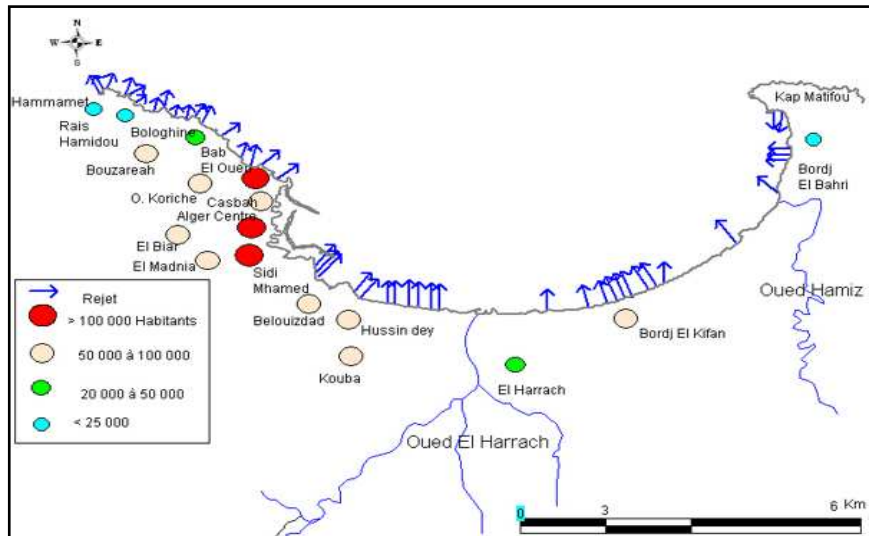 N
W E
S
Hammamet
Rais
Hamidou
Bologhine
Bouzareah
Bab
El Oued
O. Koriche
Casbah
Alger Centre
El Biar
El Madnia
Sidi
Mhamed
Belouizdad
Hussin dey
Kouba
El Harrach
Bordj El Kifan
Kap Matifou
Bordj
El Bahri
Oued Hamiz
Oued El Harrach
Rejet
> 100 000 Habitants
50 000 à 100 000
20 000 à 50 000
< 25 000
0 3 6 Km